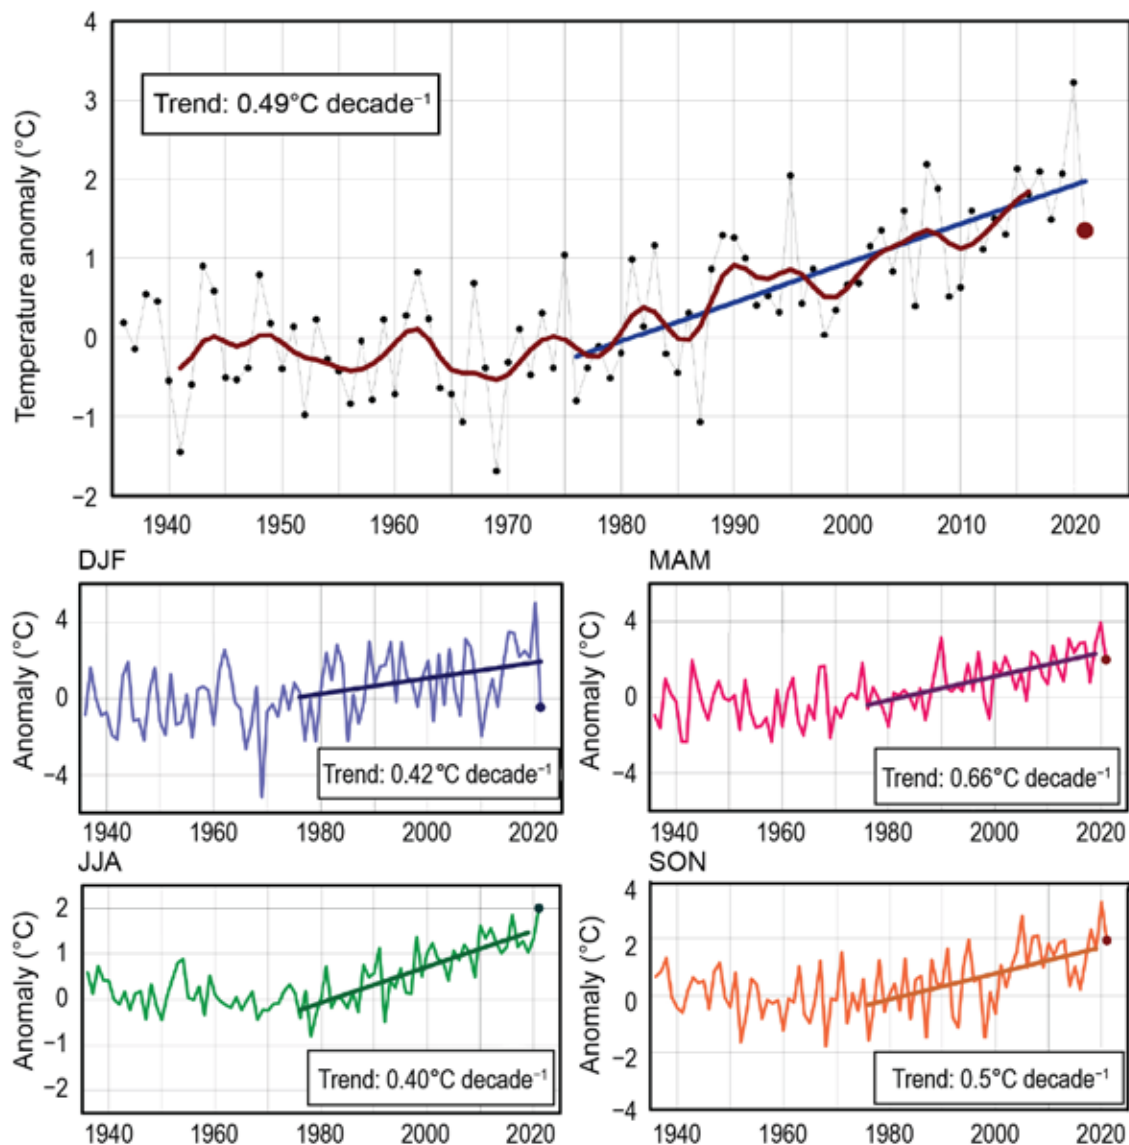 4
Trend: 0.49°C decade⁻¹
3
2
1
0
−1
−2
Temperature anomaly (°C)
1940 1950 1960 1970 1980 1990 2000 2010 2020
DJF
4
0
−4
Anomaly (°C)
Trend: 0.42°C decade⁻¹
1940 1960 1980 2000 2020
MAM
4
0
−4
Anomaly (°C)
Trend: 0.66°C decade⁻¹
1940 1960 1980 2000 2020
JJA
2
1
0
−1
−2
Anomaly (°C)
Trend: 0.40°C decade⁻¹
1940 1960 1980 2000 2020
SON
4
2
0
−2
−4
Anomaly (°C)
Trend: 0.5°C decade⁻¹
1940 1960 1980 2000 2020